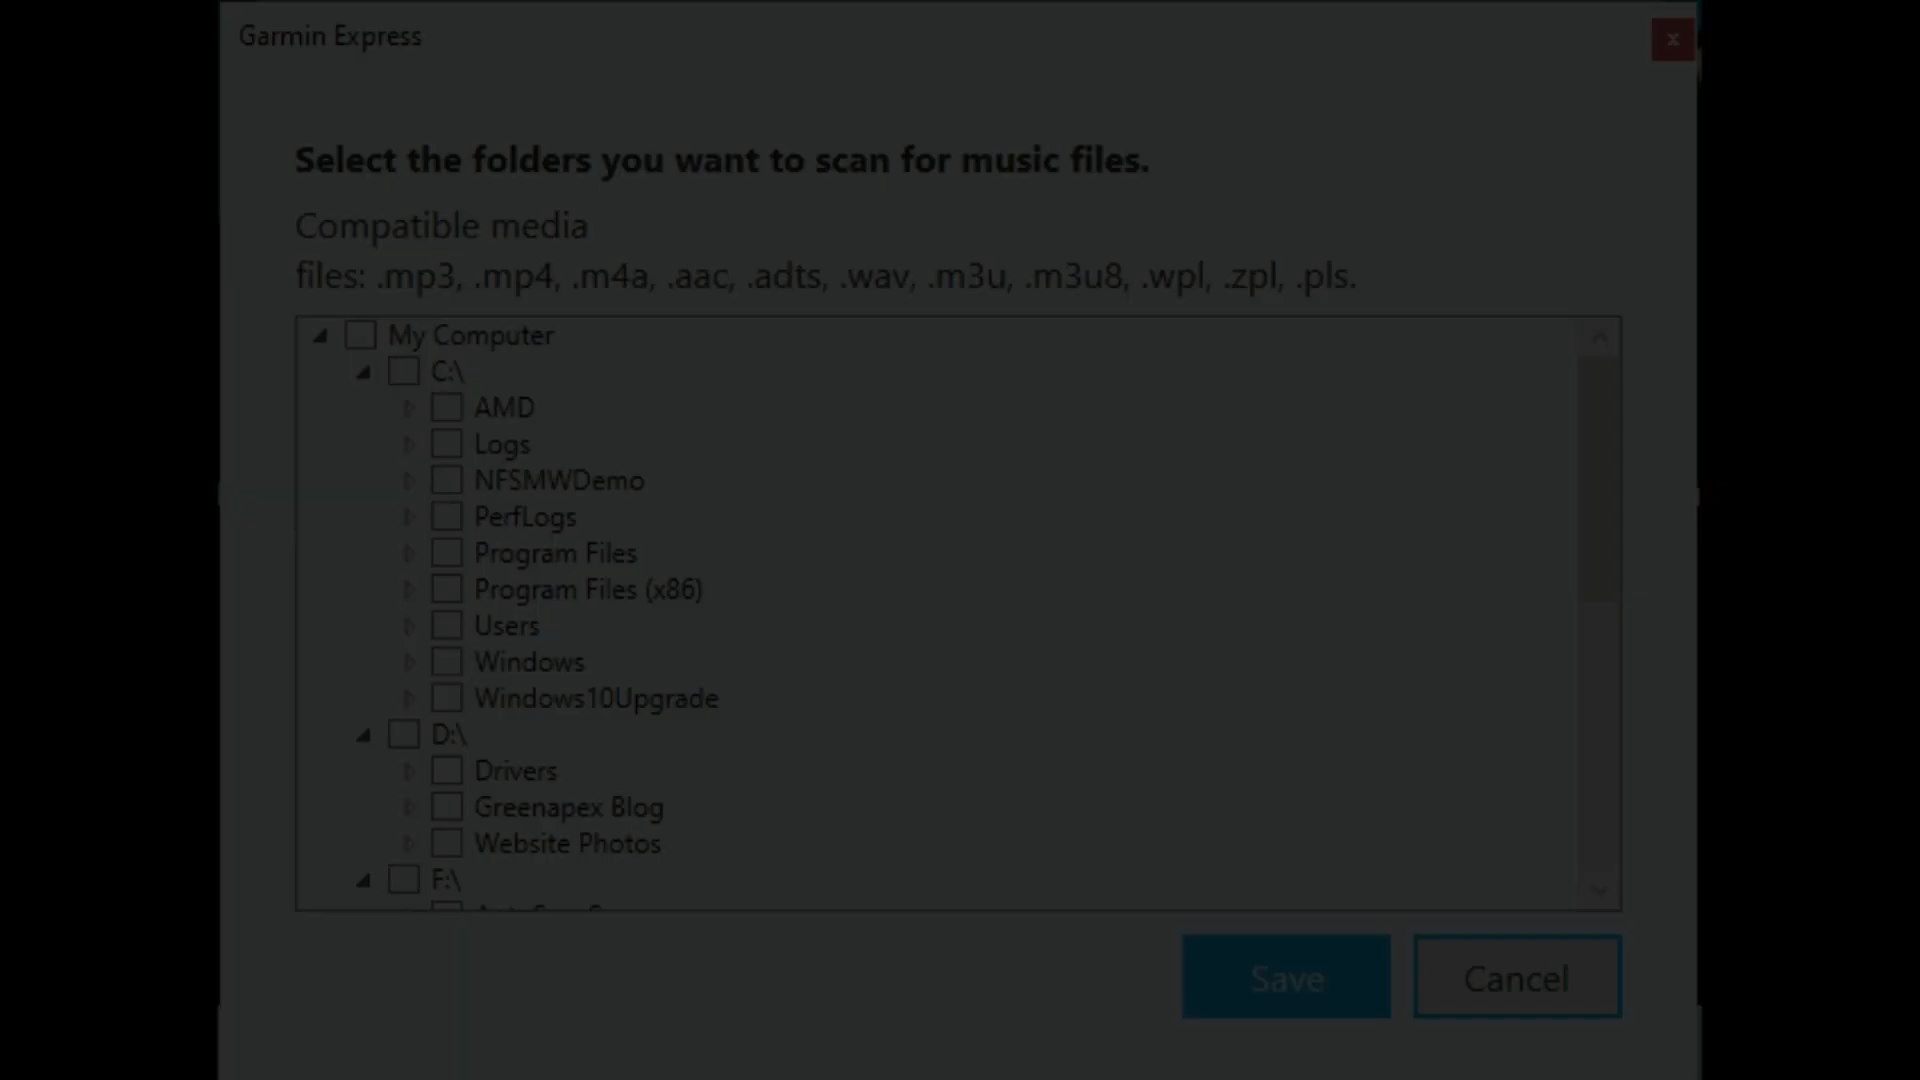 Garmin Express
x
Select the folders you want to scan for music files.
Compatible media
files: .mp3, .mp4, .m4a, .aac, .adts, .wav, .m3u, .m3u8, .wpl, .zpl, .pls.
My Computer
C:\
AMD
Logs
NFSMWDemo
PerfLogs
Program Files
Program Files (x86)
Users
Windows
Windows10Upgrade
D:\
Drivers
Greenapex Blog
Website Photos
F:\
Save Cancel